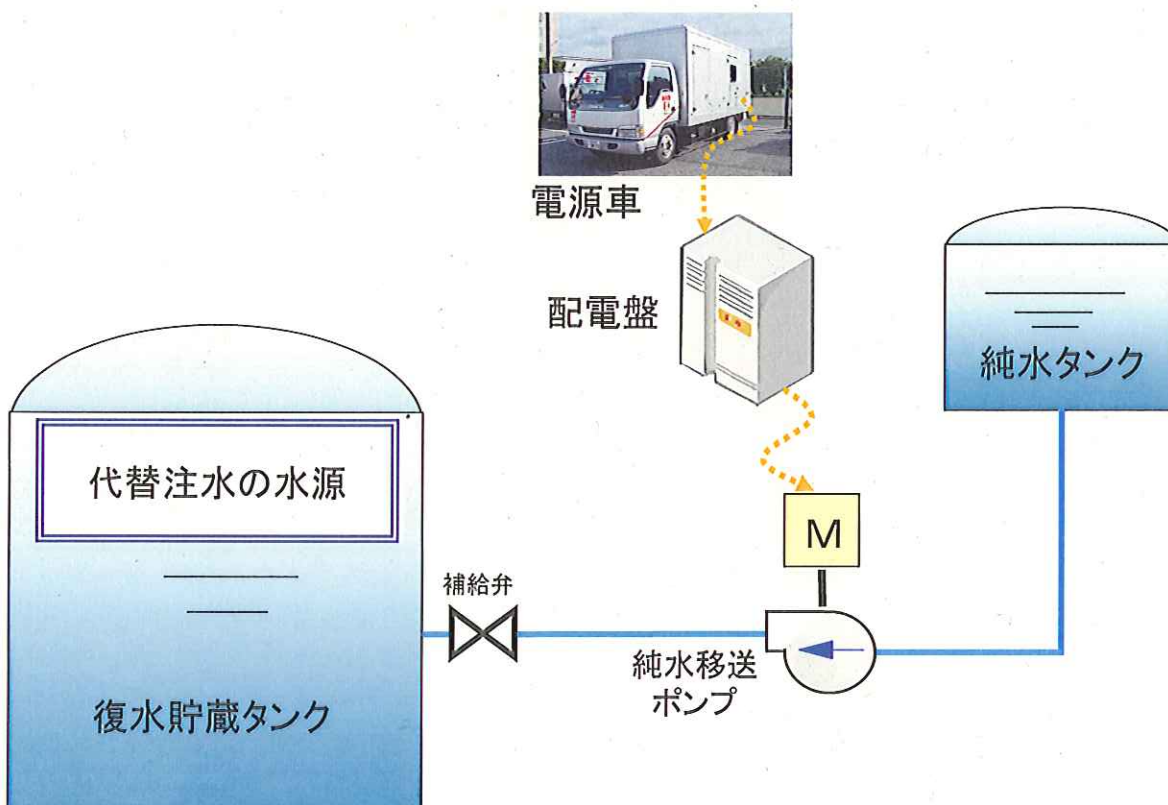 電源車
配電盤
純水タンク
代替注水の水源
M
補給弁
純水移送
ポンプ
復水貯蔵タンク